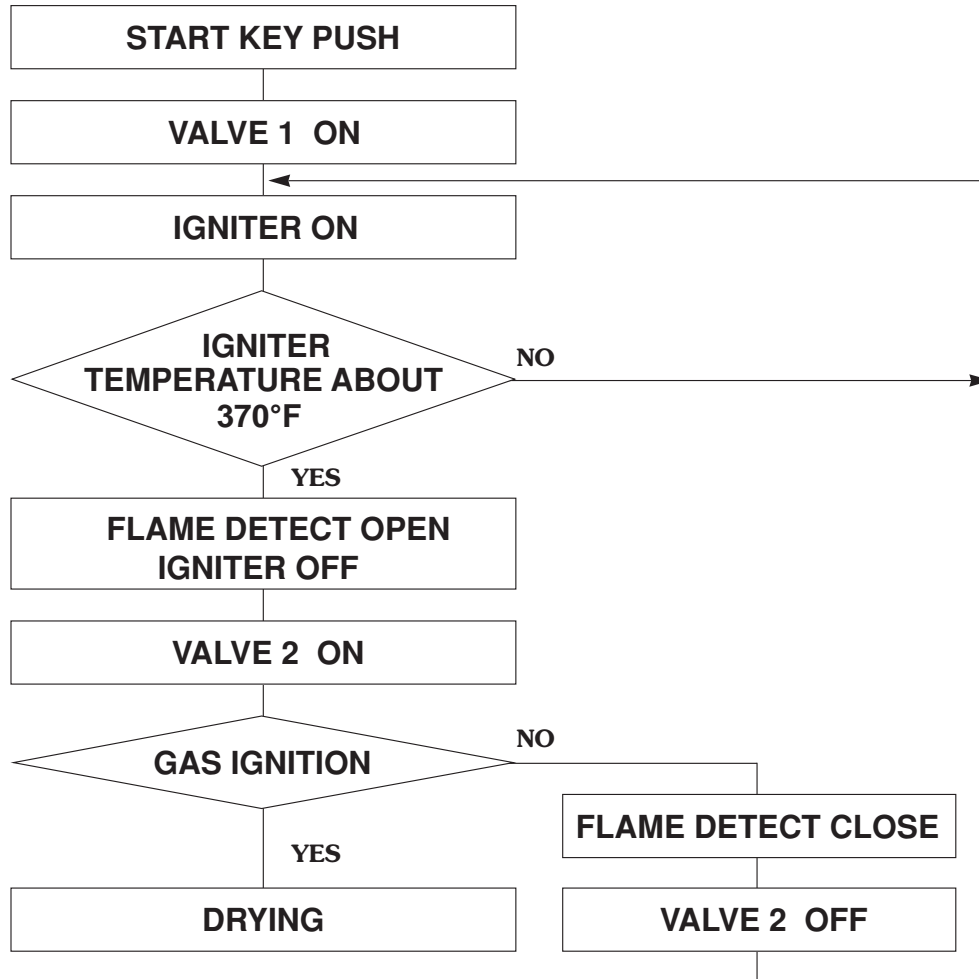 START KEY PUSH
VALVE 1 ON
IGNITER ON
IGNITER
TEMPERATURE ABOUT
370°F
NO
YES
FLAME DETECT OPEN
IGNITER OFF
VALVE 2 ON
GAS IGNITION
NO
YES
FLAME DETECT CLOSE
DRYING
VALVE 2 OFF